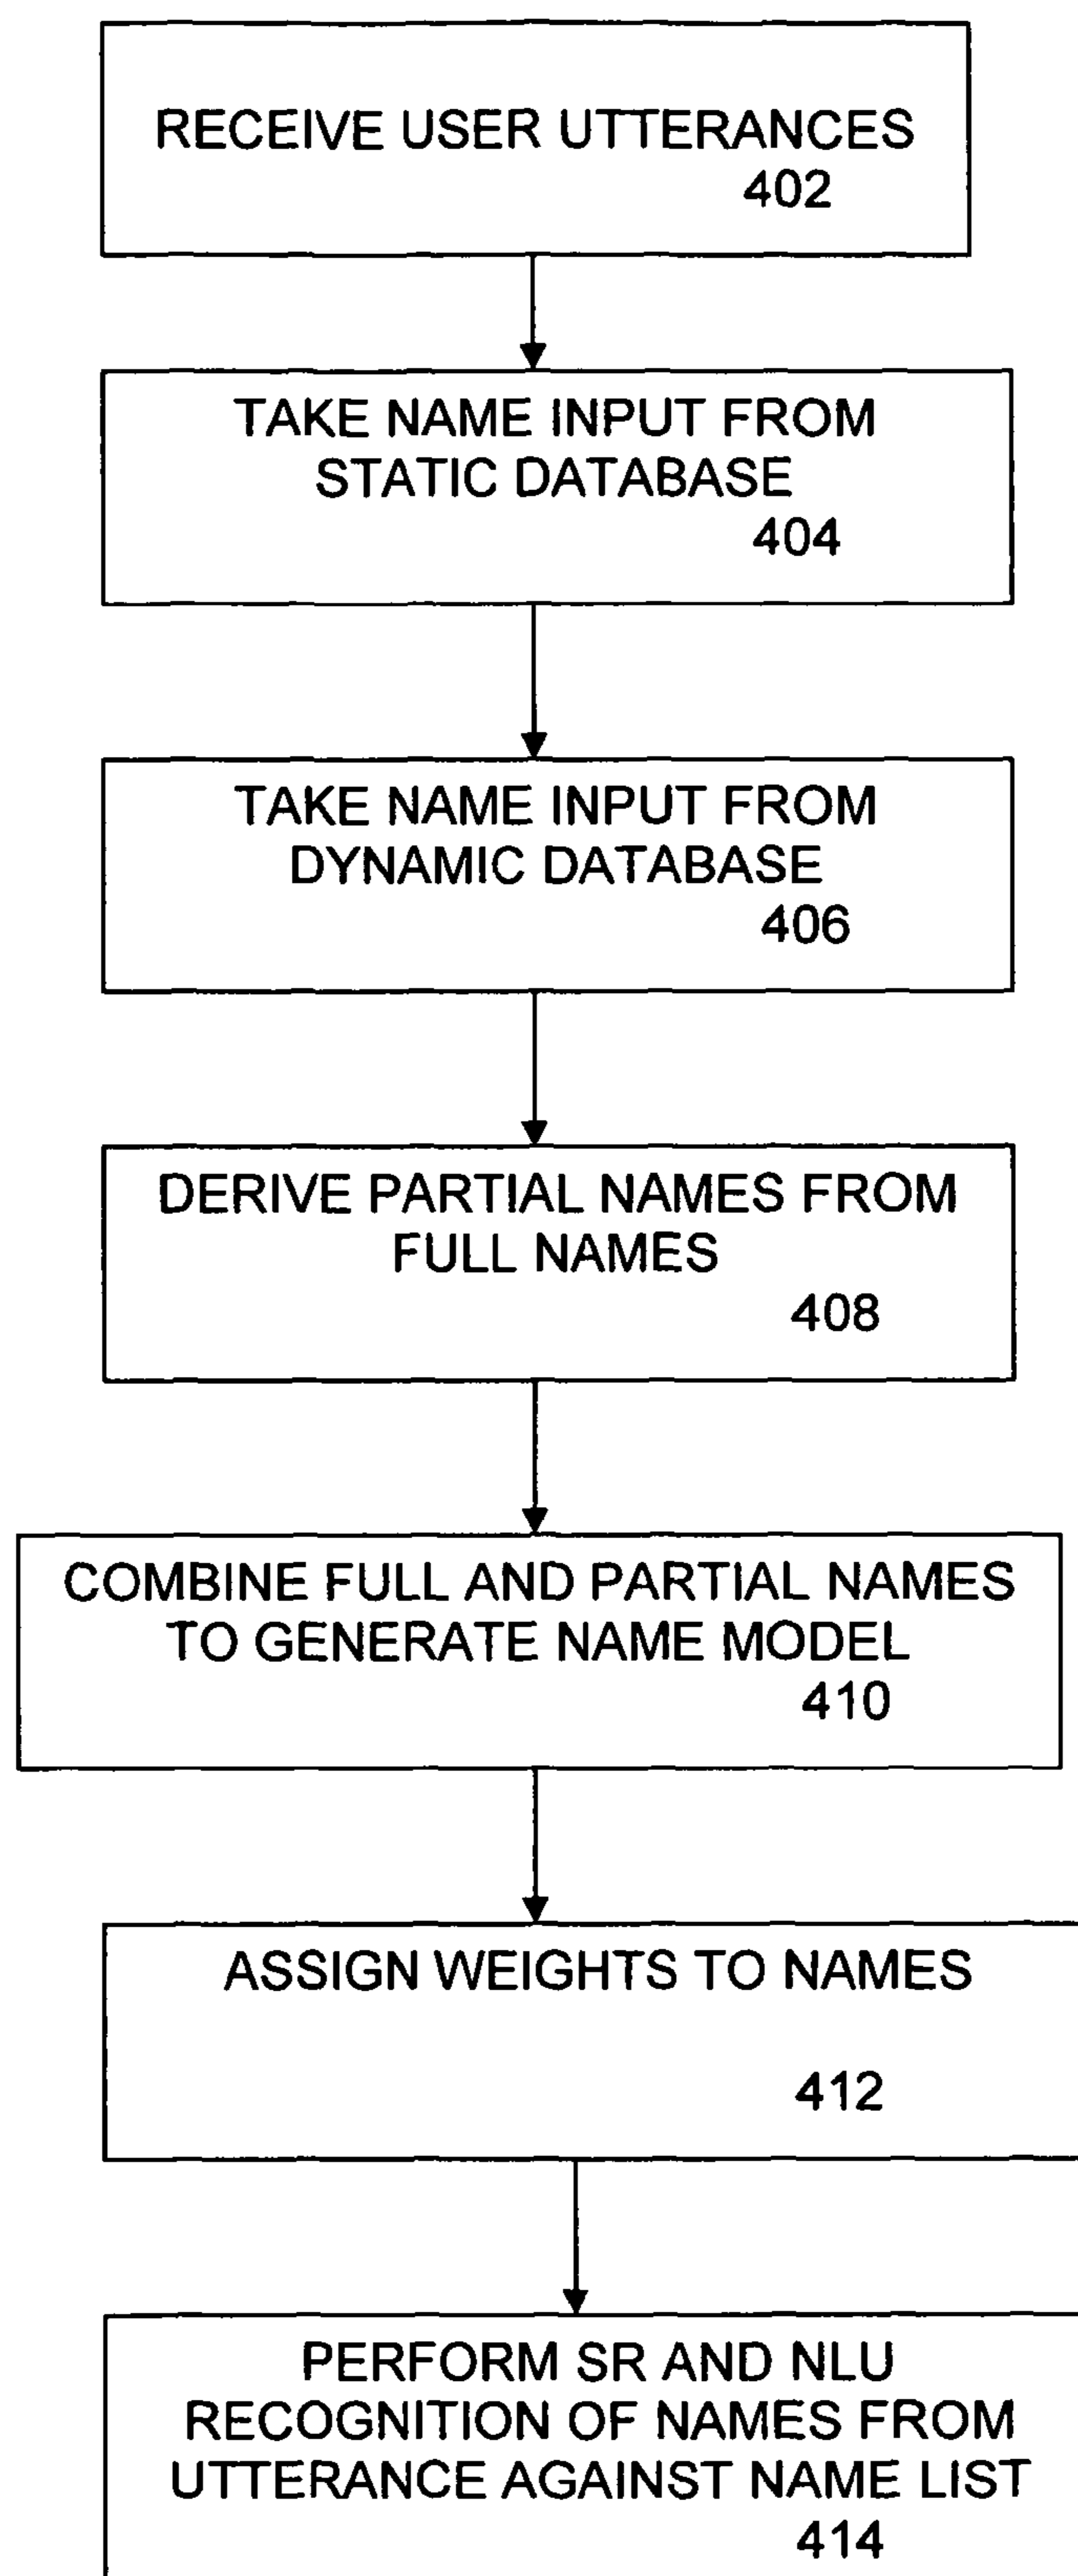 RECEIVE USER UTTERANCES
402
TAKE NAME INPUT FROM
STATIC DATABASE
404
TAKE NAME INPUT FROM
DYNAMIC DATABASE
406
DERIVE PARTIAL NAMES FROM
FULL NAMES
408
COMBINE FULL AND PARTIAL NAMES
TO GENERATE NAME MODEL
410
ASSIGN WEIGHTS TO NAMES
412
PERFORM SR AND NLU
RECOGNITION OF NAMES FROM
UTTERANCE AGAINST NAME LIST
414